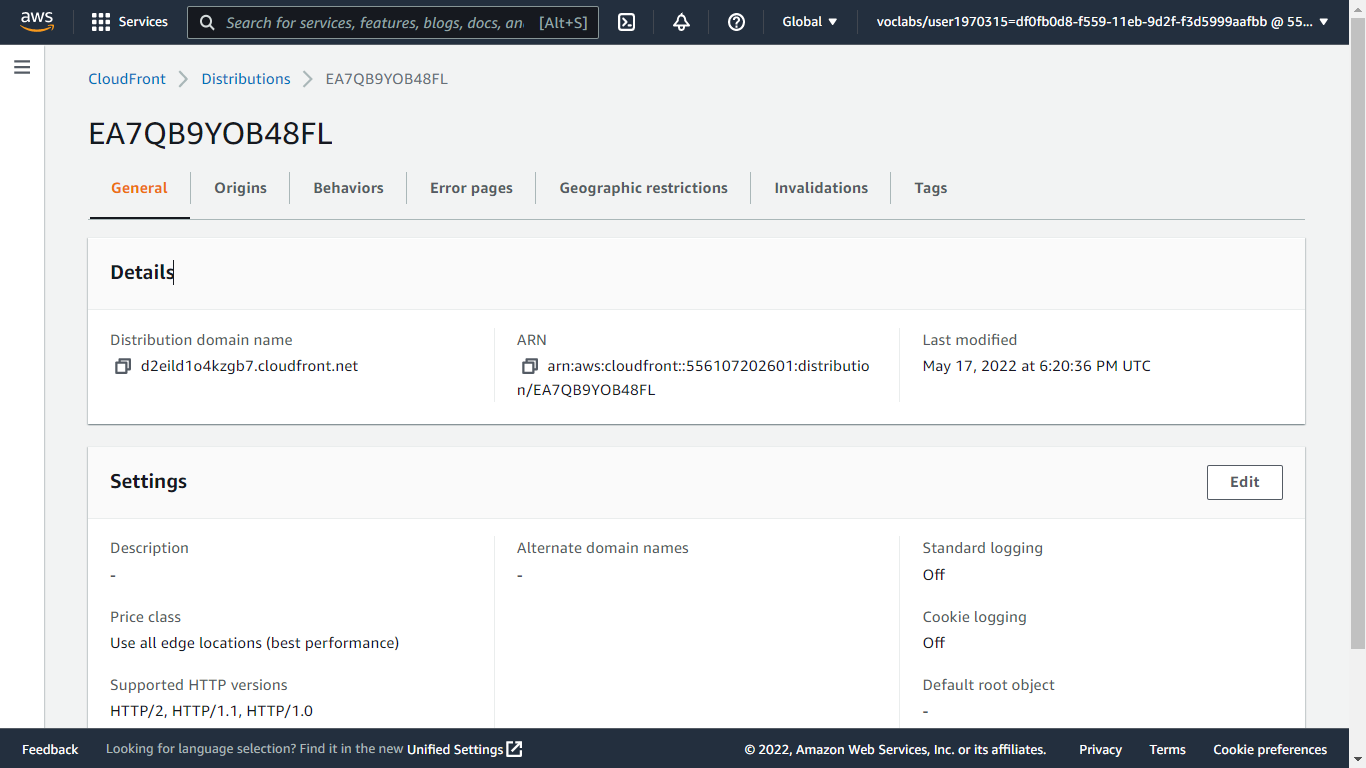 aws
Services
Search for services, features, blogs, docs, an
[Alt+S]
Global
voclabs/user1970315=df0fb0d8-f559-11eb-9d2f-f3d5999aafbb @ 55...
CloudFront
Distributions
EA7QB9YOB48FL
EA7QB9YOB48FL
General
Origins
Behaviors
Error pages
Geographic restrictions
Invalidations
Tags
Details
Distribution domain name
d2eild1o4kzgb7.cloudfront.net
ARN
arn:aws:cloudfront::556107202601:distributio
n/EA7QB9YOB48FL
Last modified
May 17, 2022 at 6:20:36 PM UTC
Settings
Edit
Description
-
Price class
Use all edge locations (best performance)
Supported HTTP versions
HTTP/2, HTTP/1.1, HTTP/1.0
Alternate domain names
-
Standard logging
Off
Cookie logging
Off
Default root object
-
Feedback
Looking for language selection? Find it in the new Unified Settings
© 2022, Amazon Web Services, Inc. or its affiliates.
Privacy
Terms
Cookie preferences